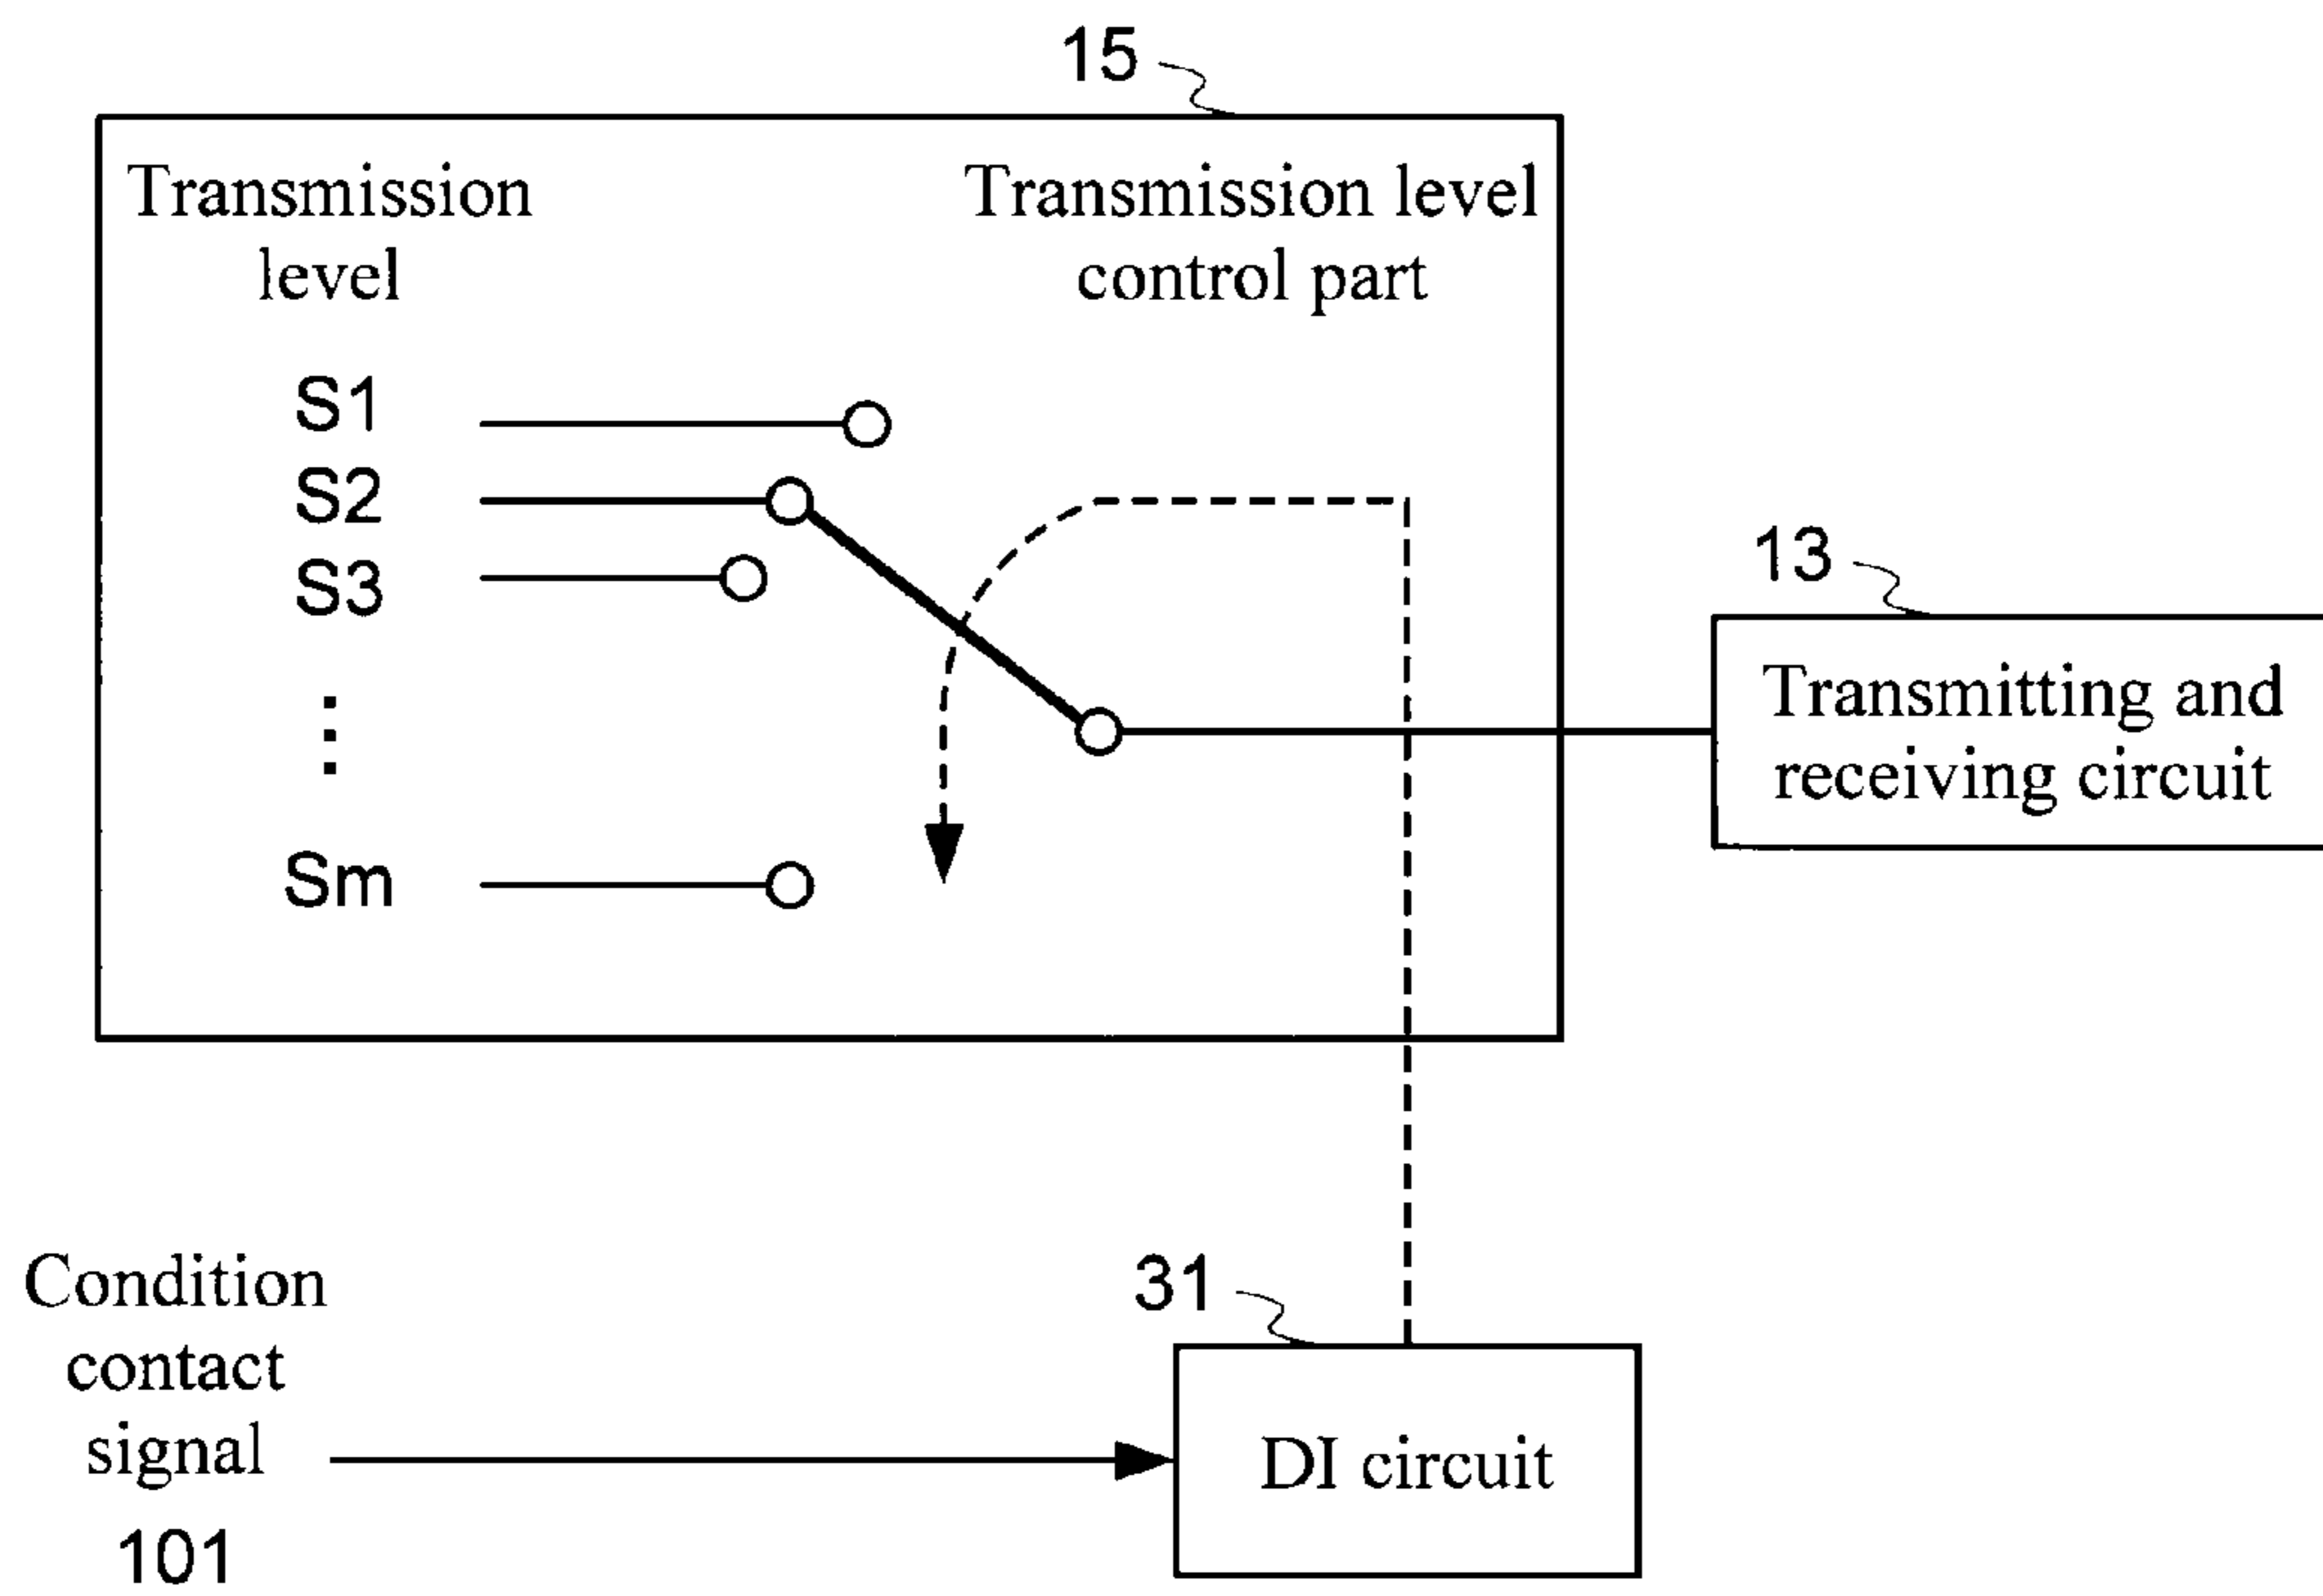 15
Transmission
level
Transmission level
control part
S1
S2
S3
Sm
13
Transmitting and
receiving circuit
Condition
contact
signal
101
31
DI circuit